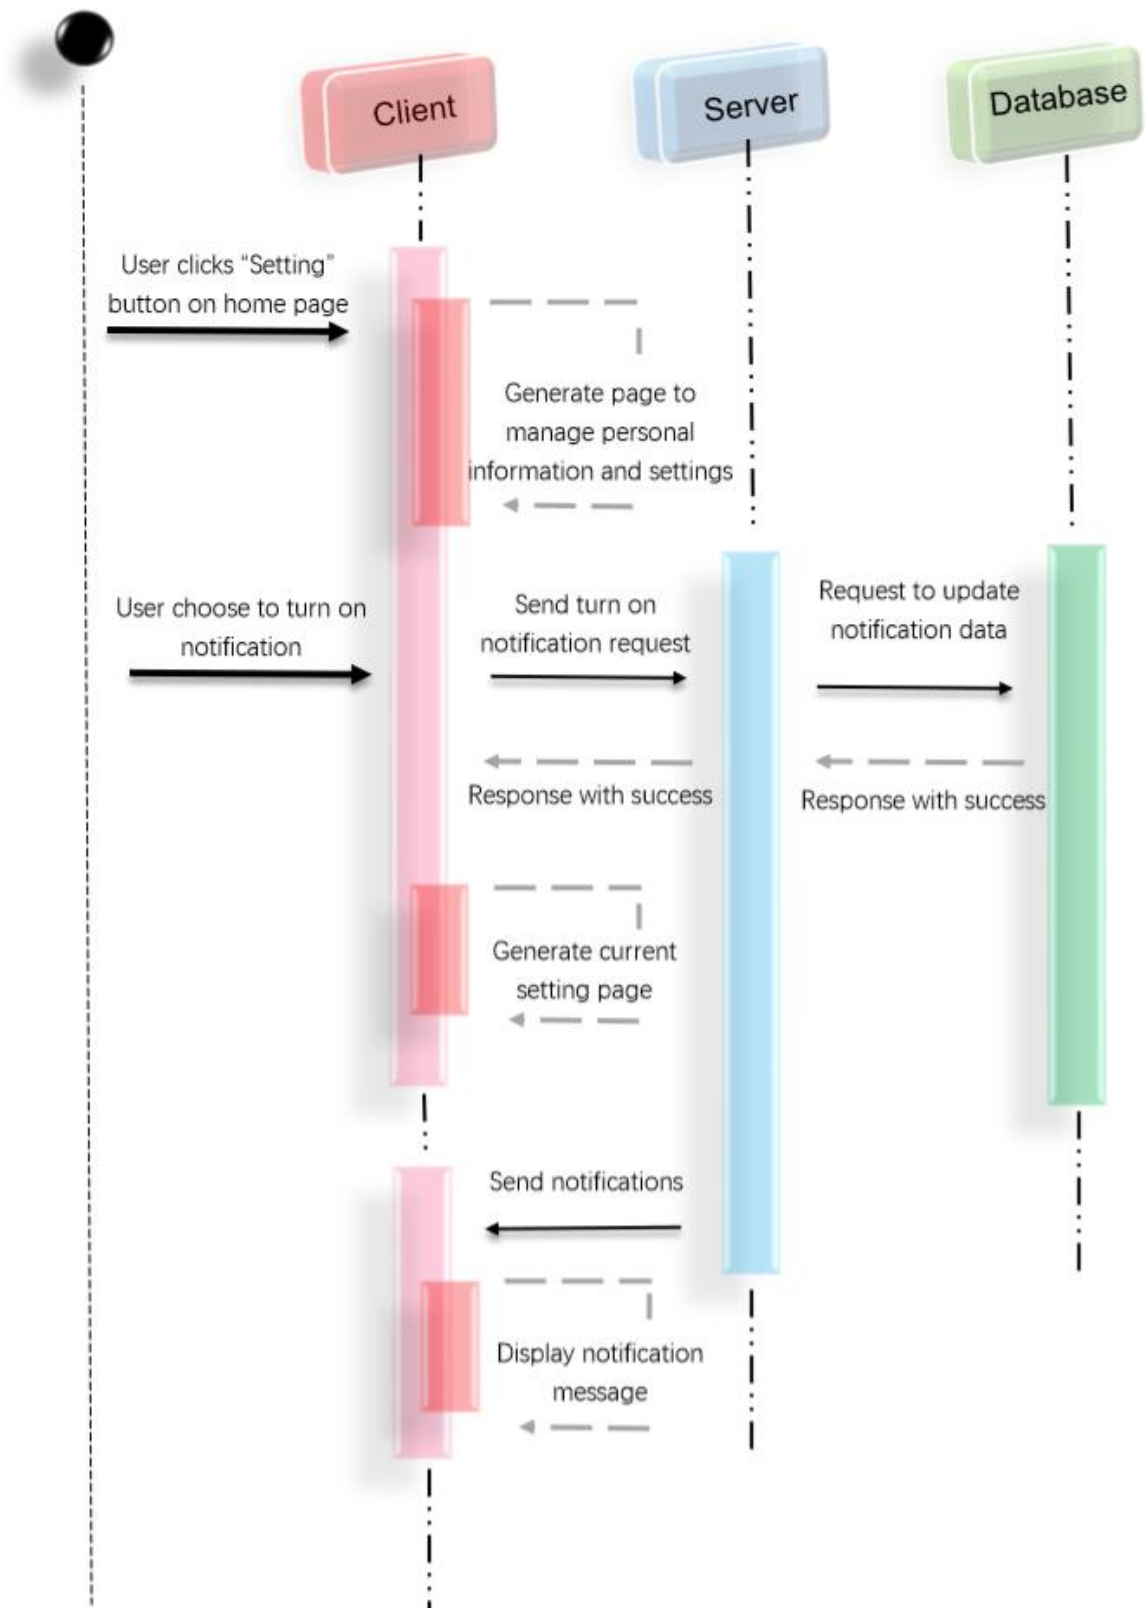 Client
Server
Database
User clicks “Setting”
button on home page
Generate page to
manage personal
information and settings
User choose to turn on
notification
Send turn on
notification request
Request to update
notification data
Response with success
Response with success
Generate current
setting page
Send notifications
Display notification
message